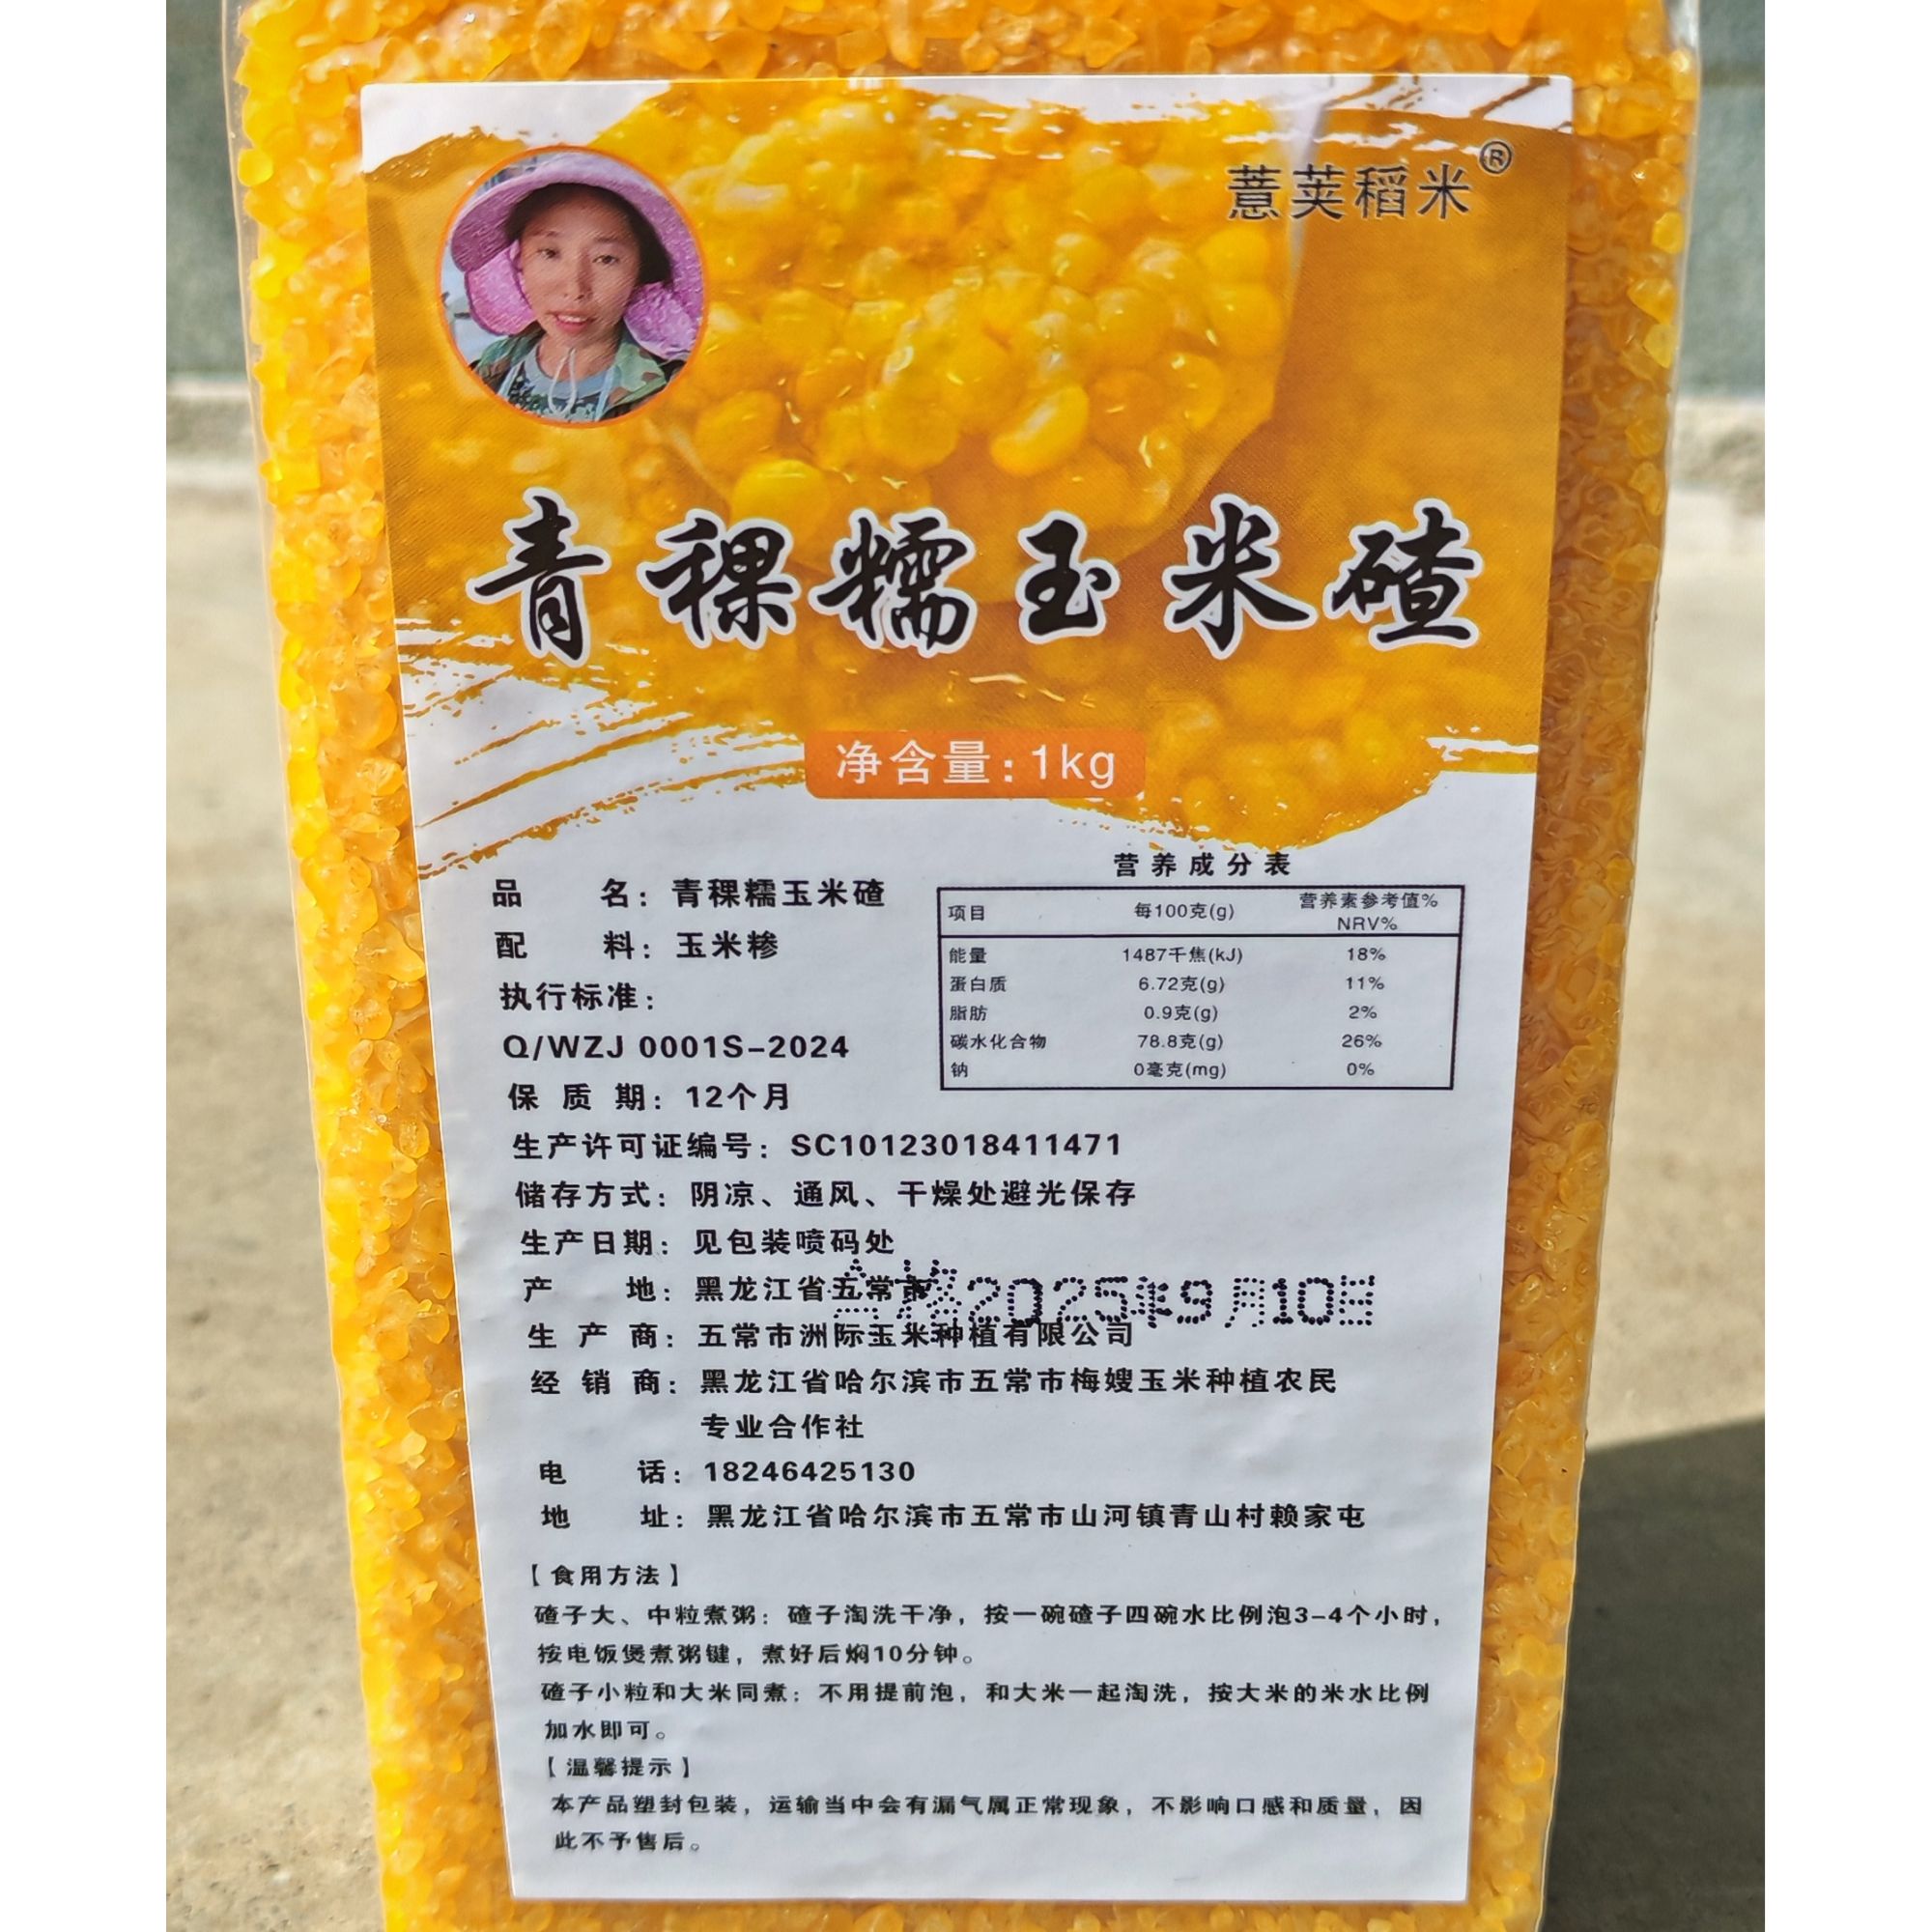 薏荚稻米®
青稞糯玉米碴
净含量：1kg
品名：青稞糯玉米碴
配料：玉米糁
执行标准：
Q/WZJ 0001S-2024
保质期：12个月
营养成分表
项目 每100克(g) 营养素参考值% NRV%
能量 1487千焦(kJ) 18%
蛋白质 6.72克(g) 11%
脂肪 0.9克(g) 2%
碳水化合物 78.8克(g) 26%
钠 0毫克(mg) 0%
生产许可证编号：SC10123018411471
储存方式：阴凉、通风、干燥处避光保存
生产日期：见包装喷码处
产地：黑龙江省五常市
合格2025年9月10日
生产商：五常市洲际玉米种植有限公司
经销商：黑龙江省哈尔滨市五常市梅嫂玉米种植农民
专业合作社
电话：18246425130
地址：黑龙江省哈尔滨市五常市山河镇青山村赖家屯
【食用方法】
碴子大、中粒煮粥：碴子淘洗干净，按一碗碴子四碗水比例泡3-4个小时，
按电饭煲煮粥键，煮好后焖10分钟。
碴子小粒和大米同煮：不用提前泡，和大米一起淘洗，按大米的米水比例
加水即可。
【温馨提示】
本产品塑封包装，运输当中会有漏气属正常现象，不影响口感和质量，因
此不予售后。